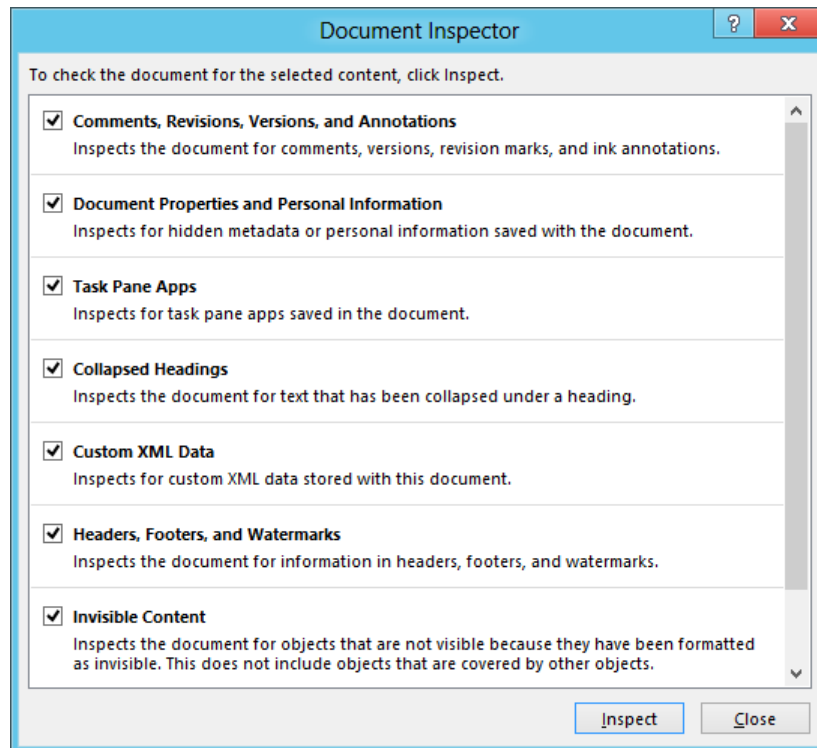 Document Inspector
?
x
To check the document for the selected content, click Inspect.
Comments, Revisions, Versions, and Annotations
Inspects the document for comments, versions, revision marks, and ink annotations.
Document Properties and Personal Information
Inspects for hidden metadata or personal information saved with the document.
Task Pane Apps
Inspects for task pane apps saved in the document.
Collapsed Headings
Inspects the document for text that has been collapsed under a heading.
Custom XML Data
Inspects for custom XML data stored with this document.
Headers, Footers, and Watermarks
Inspects the document for information in headers, footers, and watermarks.
Invisible Content
Inspects the document for objects that are not visible because they have been formatted
as invisible. This does not include objects that are covered by other objects.
Inspect
Close